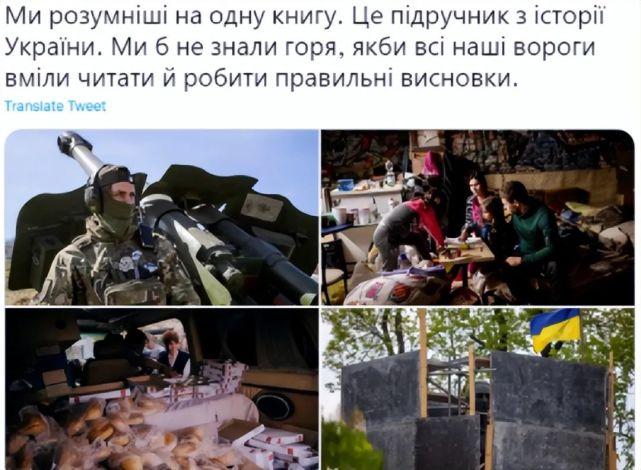 Ми розумніші на одну книгу. Це підручник з історії
України. Ми б не знали горя, якби всі наші вороги
вміли читати й робити правильні висновки.
Translate Tweet